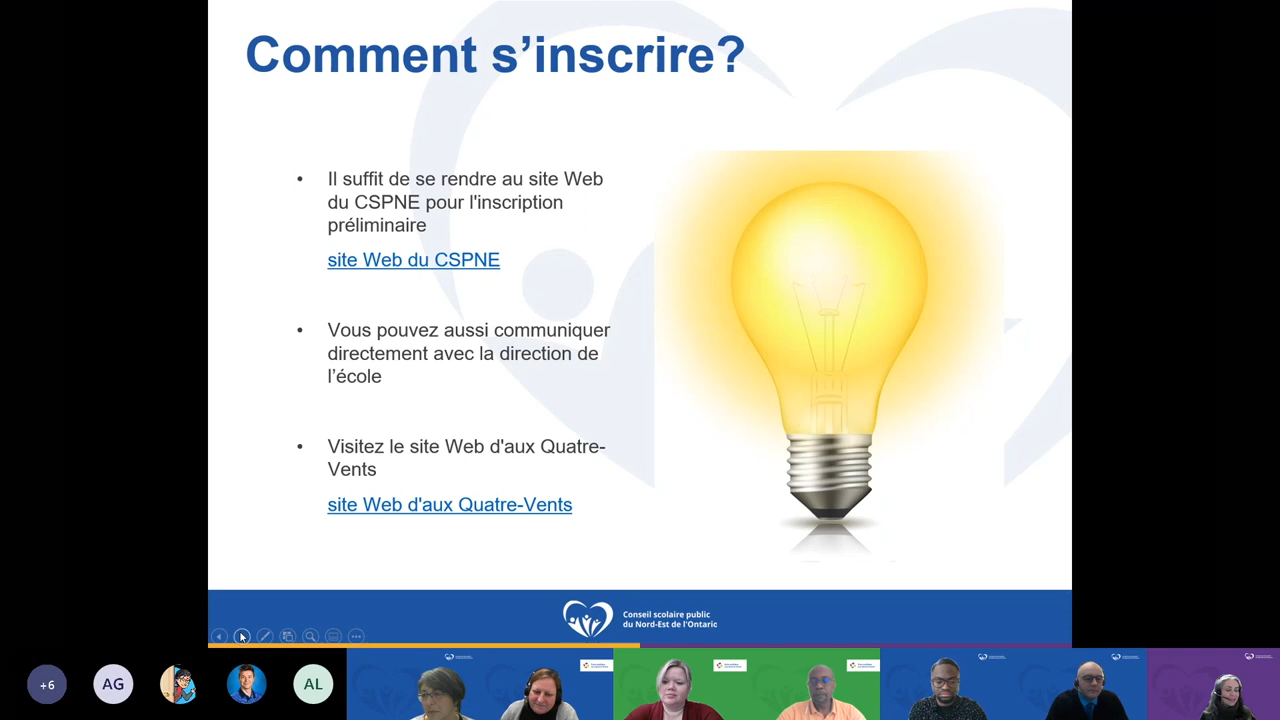 Comment s’inscrire?
• Il suffit de se rendre au site Web
du CSPNE pour l'inscription
préliminaire
site Web du CSPNE
• Vous pouvez aussi communiquer
directement avec la direction de
l’école
• Visitez le site Web d'aux Quatre-
Vents
site Web d'aux Quatre-Vents
Conseil scolaire public
du Nord-Est de l'Ontario
+6
AG
AL